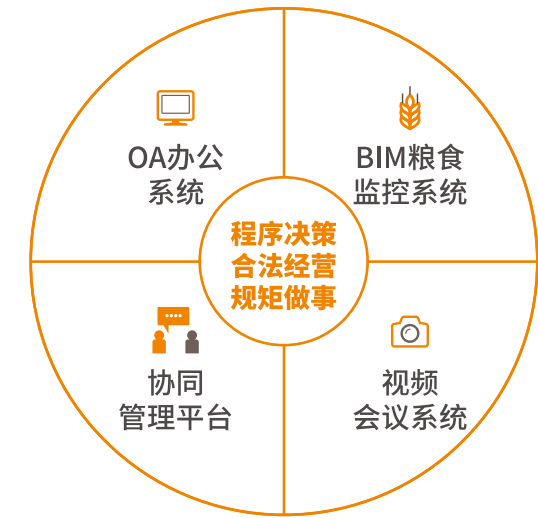 OA办公
系统
BIM粮食
监控系统
程序决策
合法经营
规矩做事
协同
管理平台
视频
会议系统